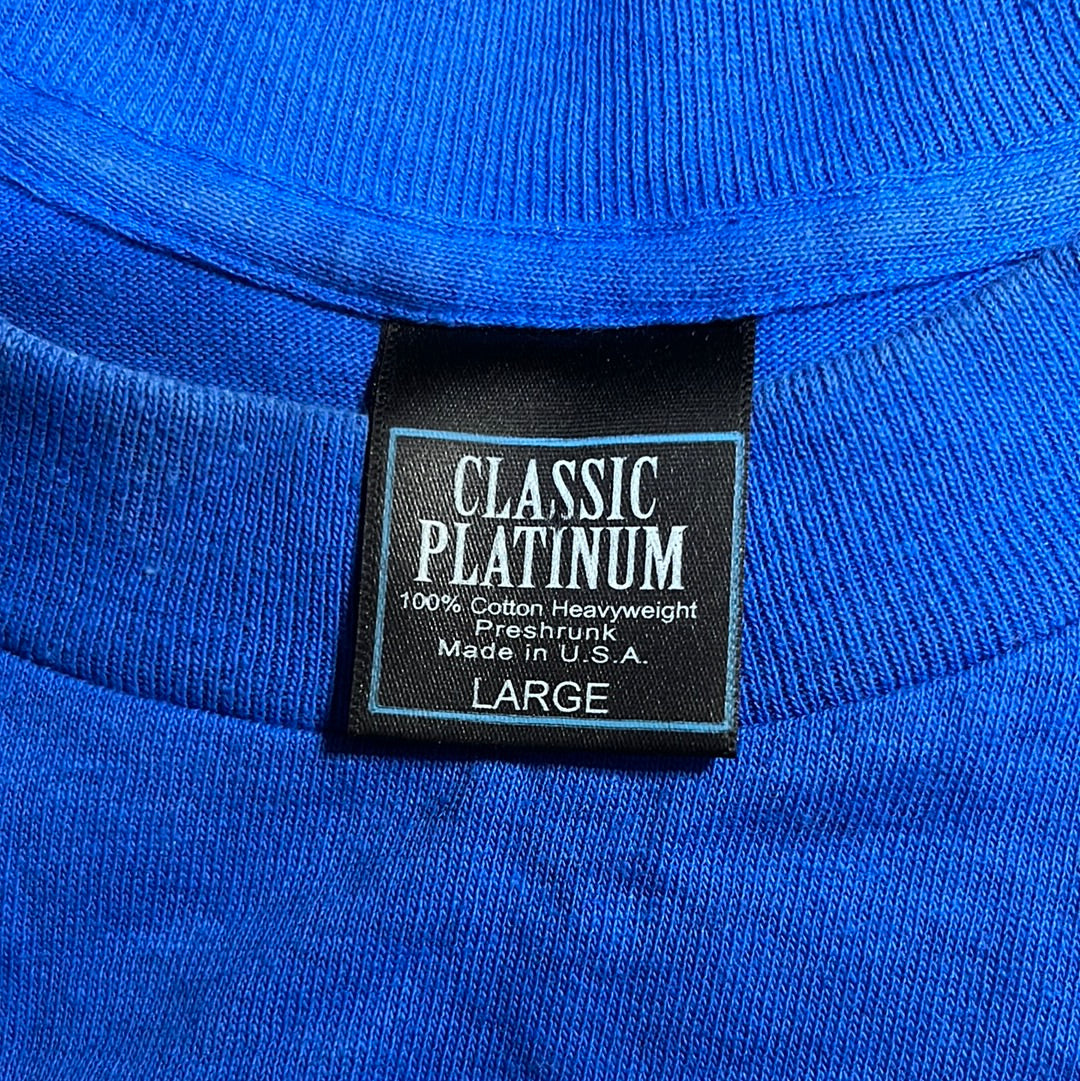 CLASSIC
PLATINUM
100% Cotton Heavyweight
Preshrunk
Made in U.S.A.
LARGE